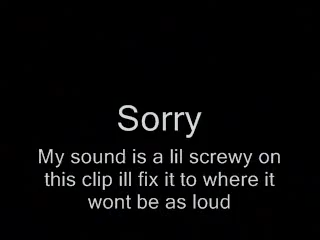 Sorry
My sound is a lil screwy on
this clip ill fix it to where it
wont be as loud